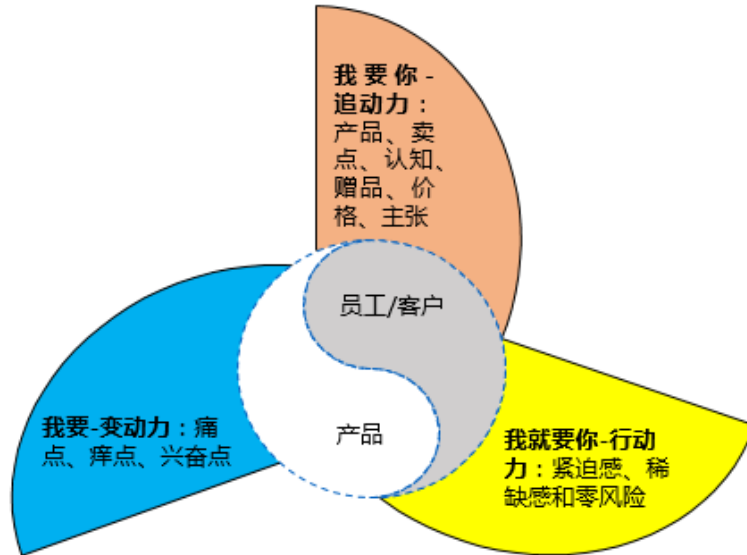 我要你-
追动力：
产品、卖
点、认知、
赠品、价
格、主张
员工/客户
产品
我要-变动力：痛
点、痒点、兴奋点
我就要你-行动
力：紧迫感、稀
缺感和零风险